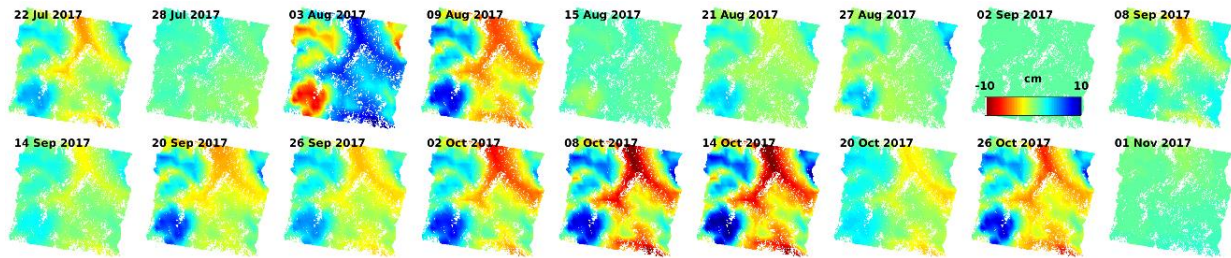 22 Jul 2017 28 Jul 2017 03 Aug 2017 09 Aug 2017 15 Aug 2017 21 Aug 2017 27 Aug 2017 02 Sep 2017 08 Sep 2017
cm
-10 10
14 Sep 2017 20 Sep 2017 26 Sep 2017 02 Oct 2017 08 Oct 2017 14 Oct 2017 20 Oct 2017 26 Oct 2017 01 Nov 2017